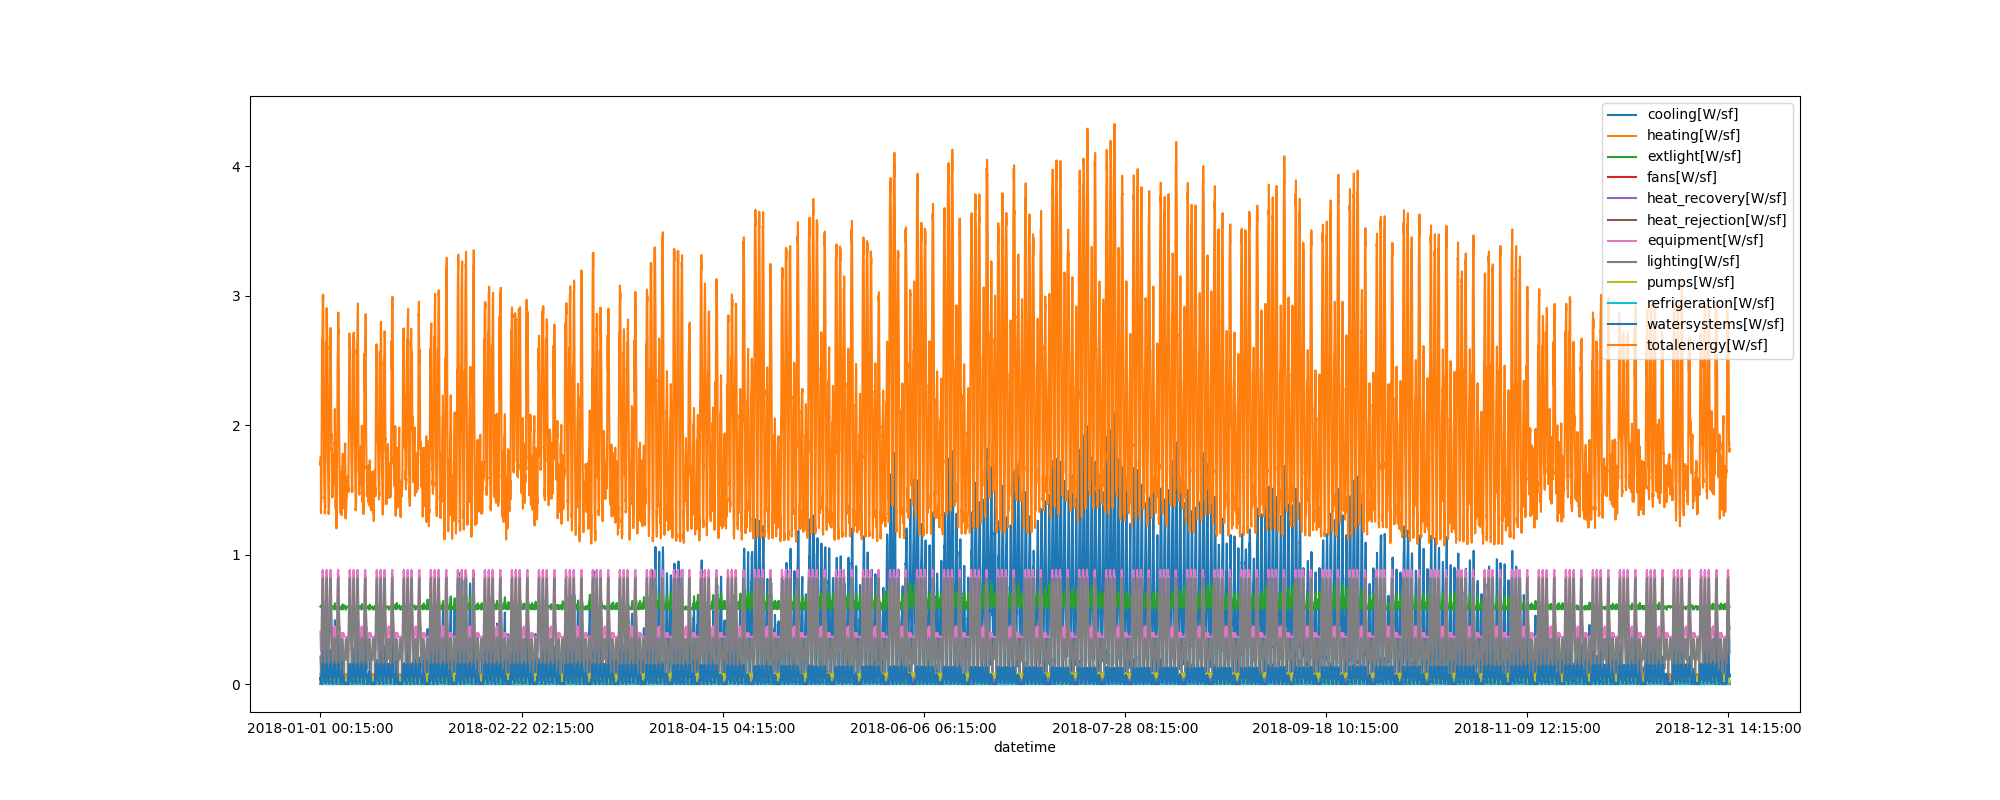 cooling[W/sf]
heating[W/sf]
extlight[W/sf]
fans[W/sf]
heat_recovery[W/sf]
heat_rejection[W/sf]
equipment[W/sf]
lighting[W/sf]
pumps[W/sf]
refrigeration[W/sf]
watersystems[W/sf]
totalenergy[W/sf]
4
3
2
1
0
2018-01-01 00:15:00 2018-02-22 02:15:00 2018-04-15 04:15:00 2018-06-06 06:15:00 2018-07-28 08:15:00 2018-09-18 10:15:00 2018-11-09 12:15:00 2018-12-31 14:15:00
datetime